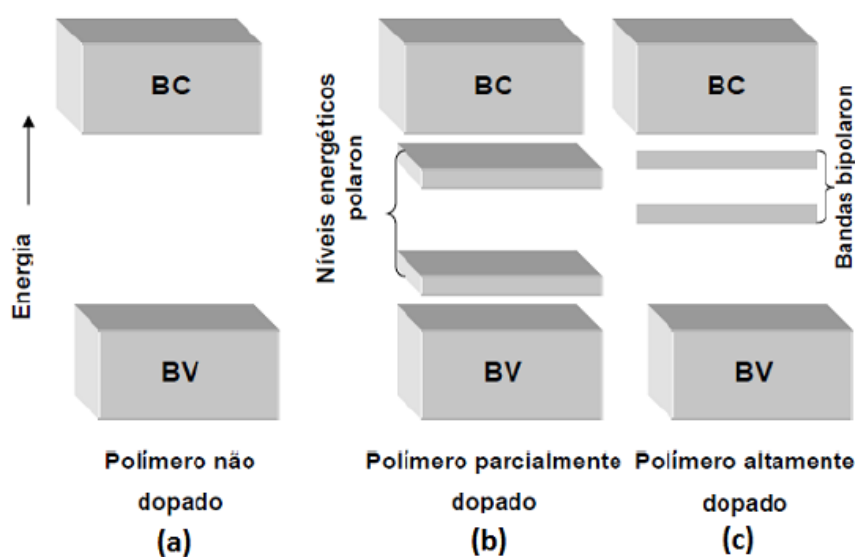 BC
BV
Energia
Polímero não
dopado
(a)
BC
Níveis energéticos
polaron
BV
Polímero parcialmente
dopado
(b)
BC
Bandas bipolaron
BV
Polímero altamente
dopado
(c)